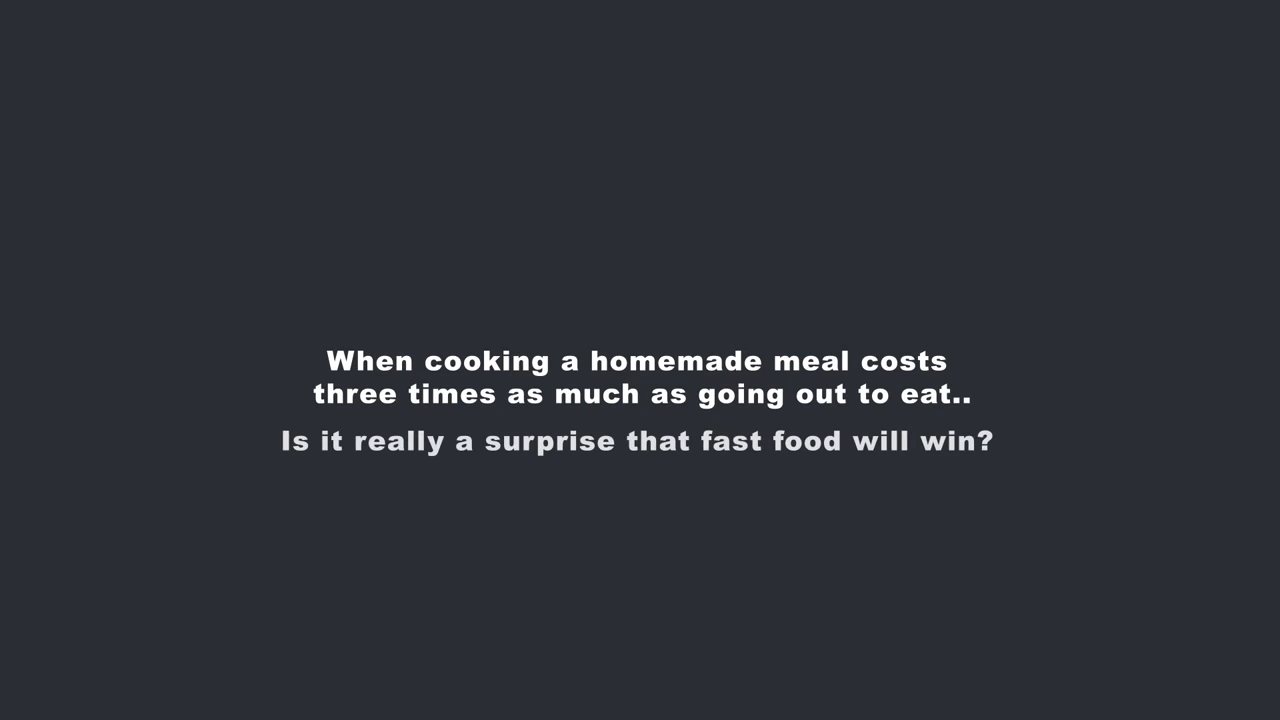 When cooking a homemade meal costs
three times as much as going out to eat..
Is it really a surprise that fast food will win?